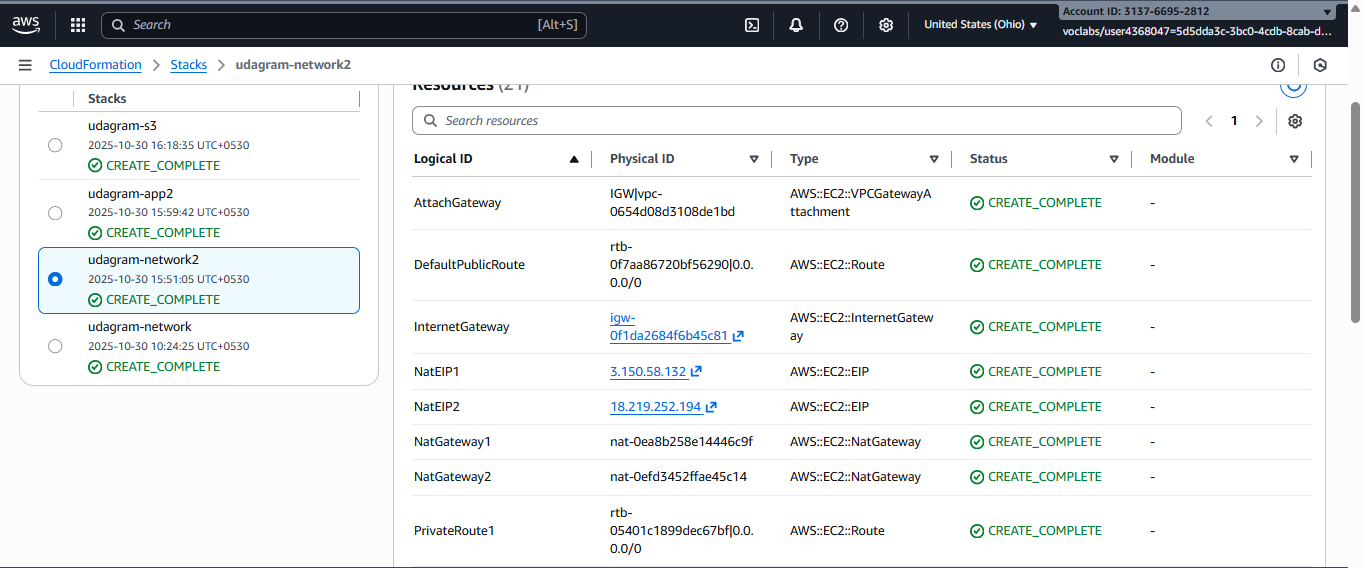 aws
Search
[Alt+S]
United States (Ohio)
Account ID: 3137-6695-2812
voclabs/user4368047=5d5dda3c-3bc0-4cdb-8cab-d...
CloudFormation
Stacks
udagram-network2
Stacks
udagram-s3
2025-10-30 16:18:35 UTC+0530
CREATE_COMPLETE
udagram-app2
2025-10-30 15:59:42 UTC+0530
CREATE_COMPLETE
udagram-network2
2025-10-30 15:51:05 UTC+0530
CREATE_COMPLETE
udagram-network
2025-10-30 10:24:25 UTC+0530
CREATE_COMPLETE
Resources (21)
Search resources
1
Logical ID Physical ID Type Status Module
AttachGateway
IGW|vpc-
0654d08d3108de1bd
AWS::EC2::VPCGatewayA
ttachment
CREATE_COMPLETE
-
DefaultPublicRoute
rtb-
0f7aa86720bf56290|0.0.
0.0/0
AWS::EC2::Route
CREATE_COMPLETE
-
InternetGateway
igw-
0f1da2684f6b45c81
AWS::EC2::InternetGatew
ay
CREATE_COMPLETE
-
NatEIP1 3.150.58.132 AWS::EC2::EIP CREATE_COMPLETE -
NatEIP2 18.219.252.194 AWS::EC2::EIP CREATE_COMPLETE -
NatGateway1 nat-0ea8b258e14446c9f AWS::EC2::NatGateway CREATE_COMPLETE -
NatGateway2 nat-0efd3452ffae45c14 AWS::EC2::NatGateway CREATE_COMPLETE -
PrivateRoute1
rtb-
05401c1899dec67bf|0.0.
0.0/0
AWS::EC2::Route
CREATE_COMPLETE
-